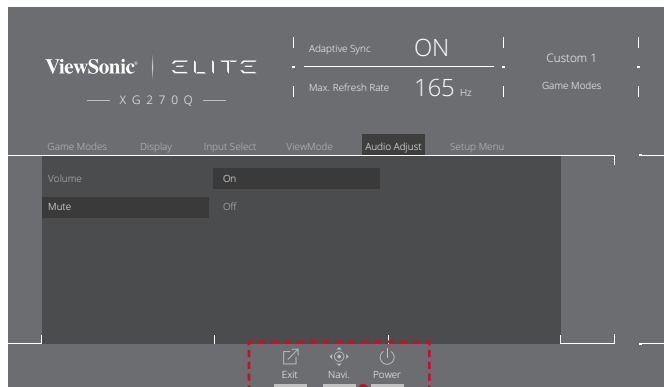 Adaptive Sync ON
Custom 1
ViewSonic ELITE
Max. Refresh Rate 165 Hz
Game Modes
XG270Q
Game Modes Display Input Select ViewMode Audio Adjust Setup Menu
Volume On
Mute Off
Exit Navi. Power